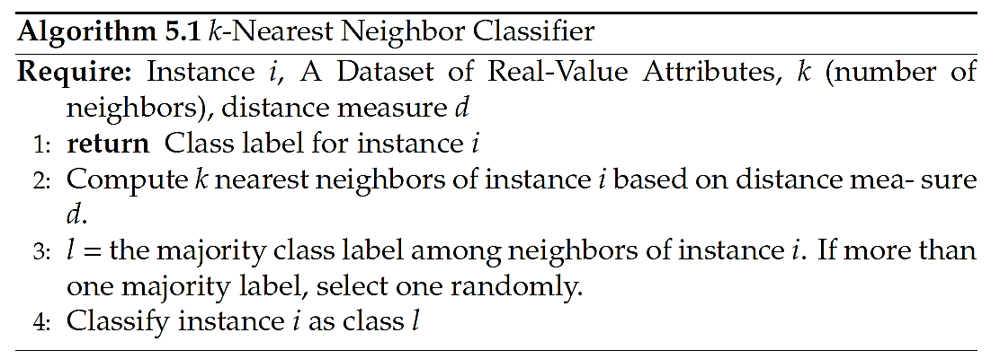 Algorithm 5.1 k-Nearest Neighbor Classifier
Require: Instance i, A Dataset of Real-Value Attributes, k (number of
neighbors), distance measure d
1: return Class label for instance i
2: Compute k nearest neighbors of instance i based on distance mea- sure
d.
3: l = the majority class label among neighbors of instance i. If more than
one majority label, select one randomly.
4: Classify instance i as class l